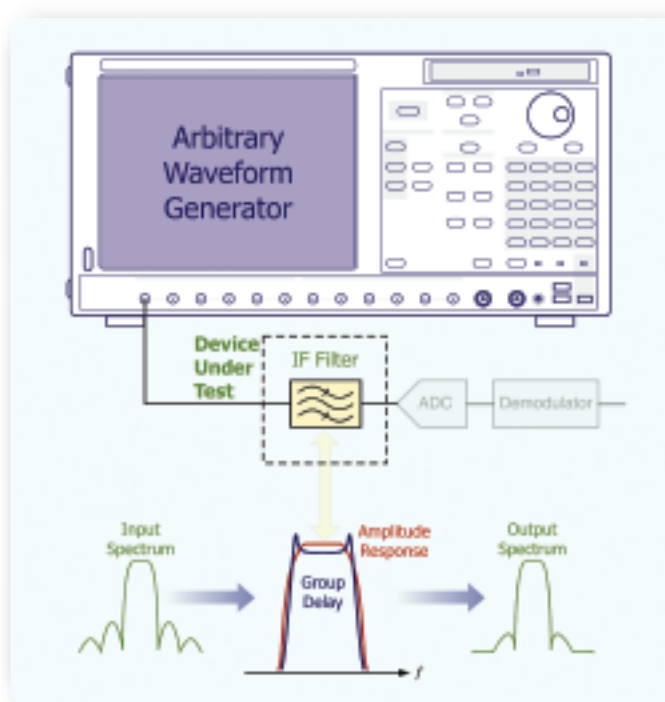 Arbitrary
Waveform
Generator
Device
Under
Test
IF Filter
ADC
Demodulator
Input
Spectrum
Amplitude
Response
Output
Spectrum
Group
Delay
f